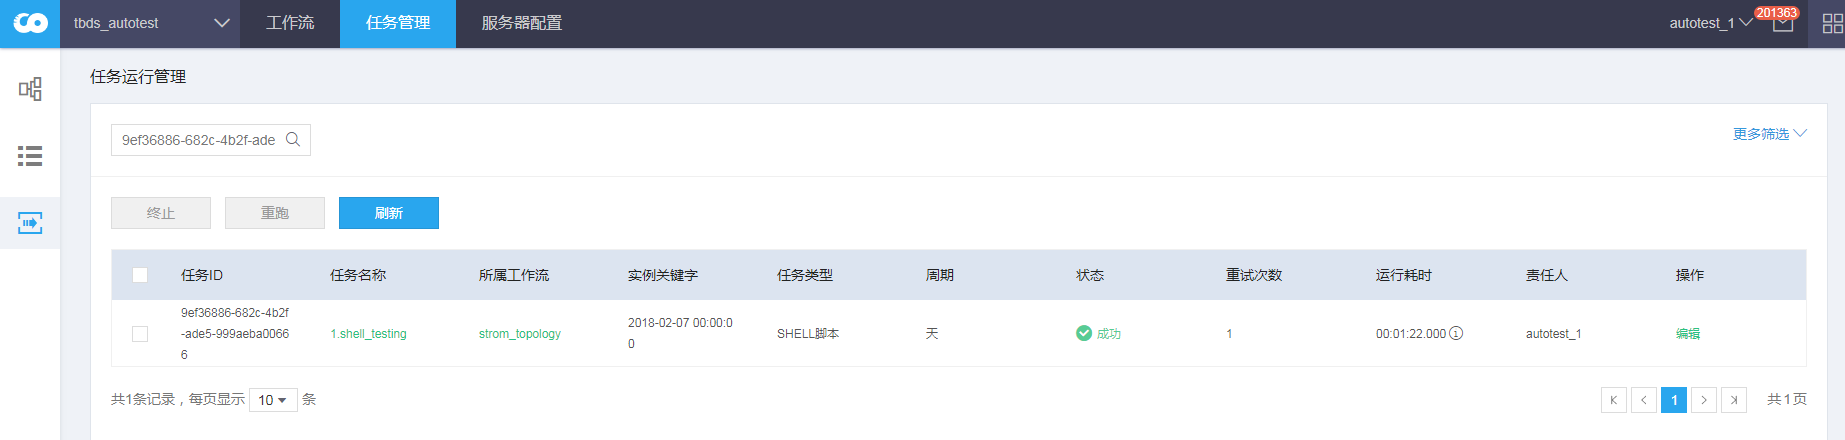 tbds_autotest 工作流 任务管理 服务器配置 autotest_1 201363
任务运行管理
9ef36886-682c-4b2f-ade 更多筛选
终止 重跑 刷新
任务ID 任务名称 所属工作流 实例关键字 任务类型 周期 状态 重试次数 运行耗时 责任人 操作
9ef36886-682c-4b2f
-ade5-999aeba0066
6
1.shell_testing strom_topology
2018-02-07 00:00:0
0
SHELL脚本 天 成功 1 00:01:22.000 autotest_1 编辑
共1条记录，每页显示 10 条 1 共1页